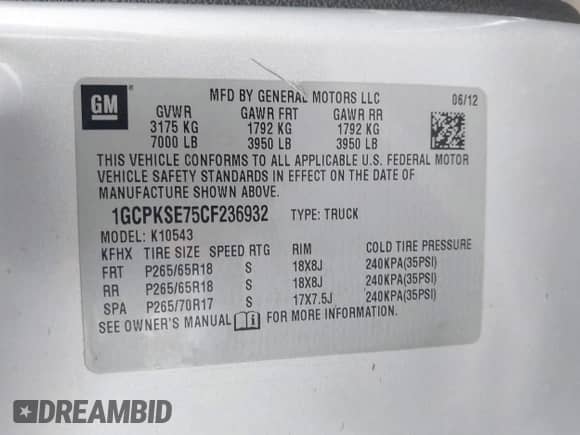 GM
MFD BY GENERAL MOTORS LLC 06/12
GVWR GAWR FRT GAWR RR
3175 KG 1792 KG 1792 KG
7000 LB 3950 LB 3950 LB
THIS VEHICLE CONFORMS TO ALL APPLICABLE U.S. FEDERAL MOTOR
VEHICLE SAFETY STANDARDS IN EFFECT ON THE DATE OF
MANUFACTURE SHOWN ABOVE.
1GCPKSE75CF236932 TYPE: TRUCK
MODEL: K10543
KFHX TIRE SIZE SPEED RTG RIM COLD TIRE PRESSURE
FRT P265/65R18 S 18X8J 240KPA(35PSI)
RR P265/65R18 S 18X8J 240KPA(35PSI)
SPA P265/70R17 S 17X7.5J 240KPA(35PSI)
SEE OWNER'S MANUAL FOR MORE INFORMATION.
DREAMBID